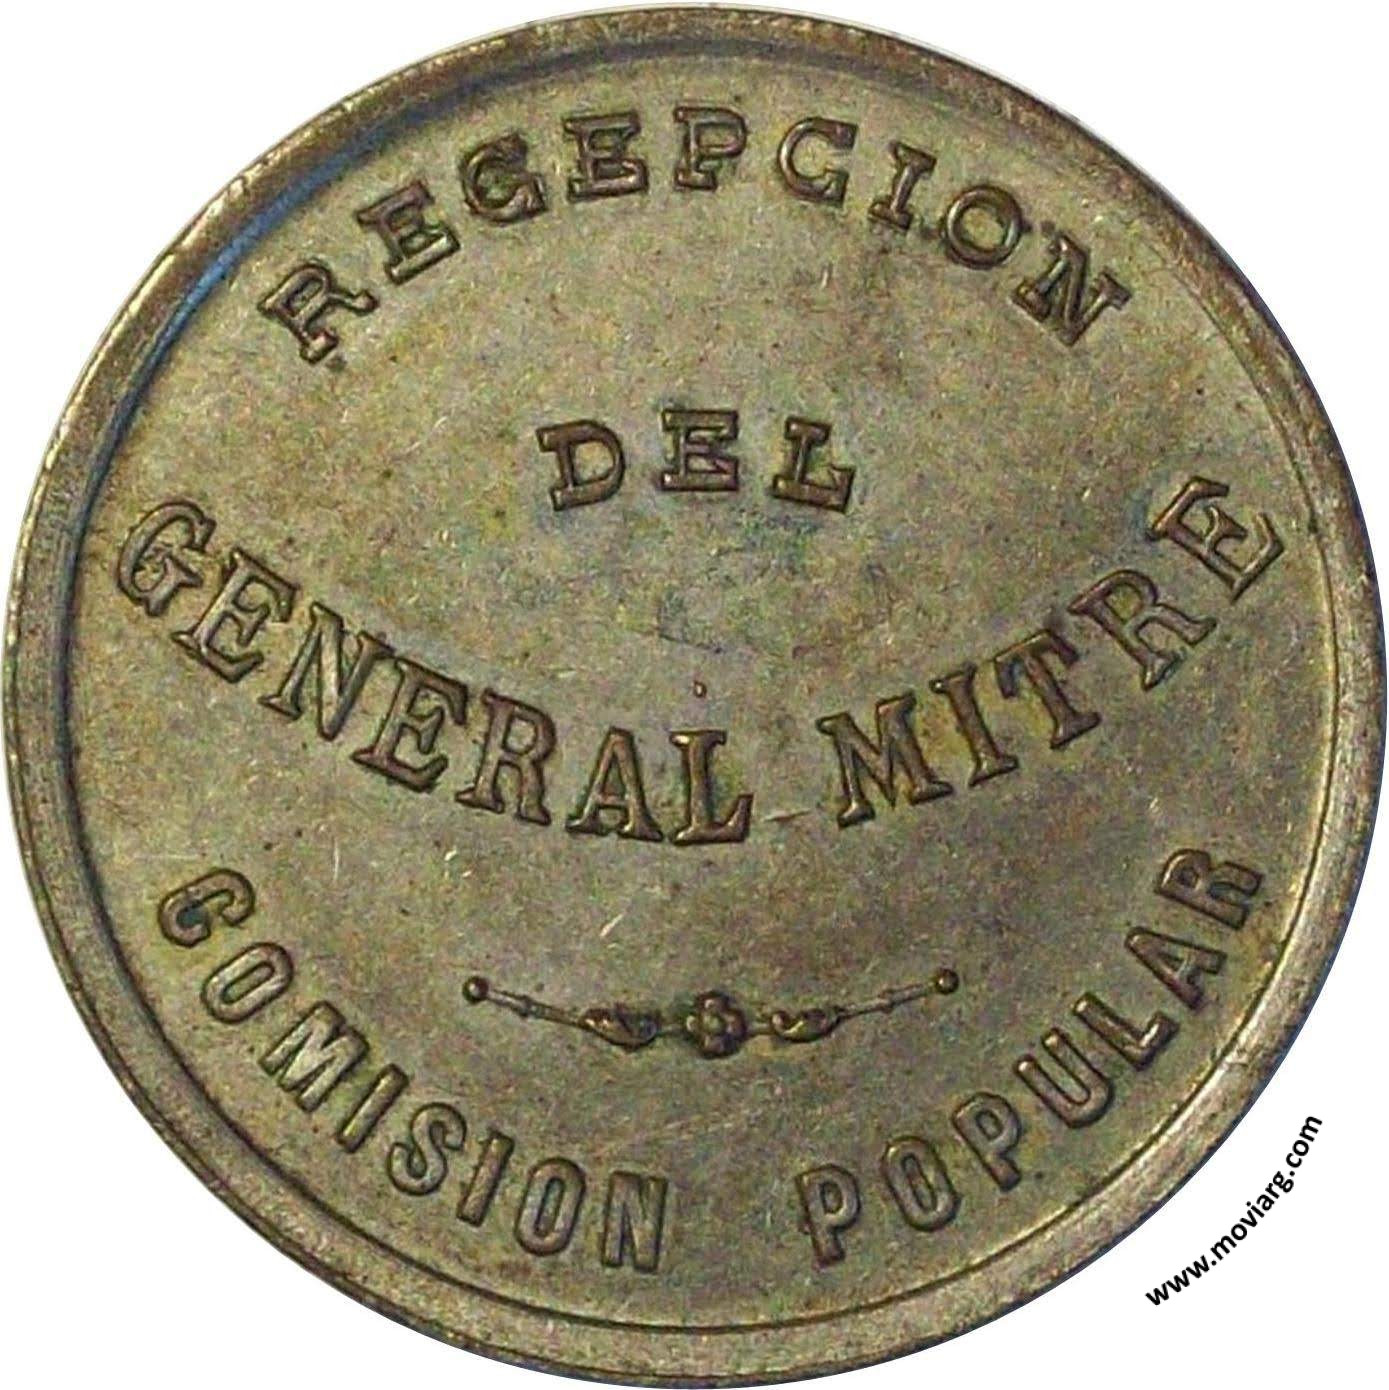 RECEPCION
DEL
GENERAL MITRE
COMISION POPULAR
www.moviarg.com